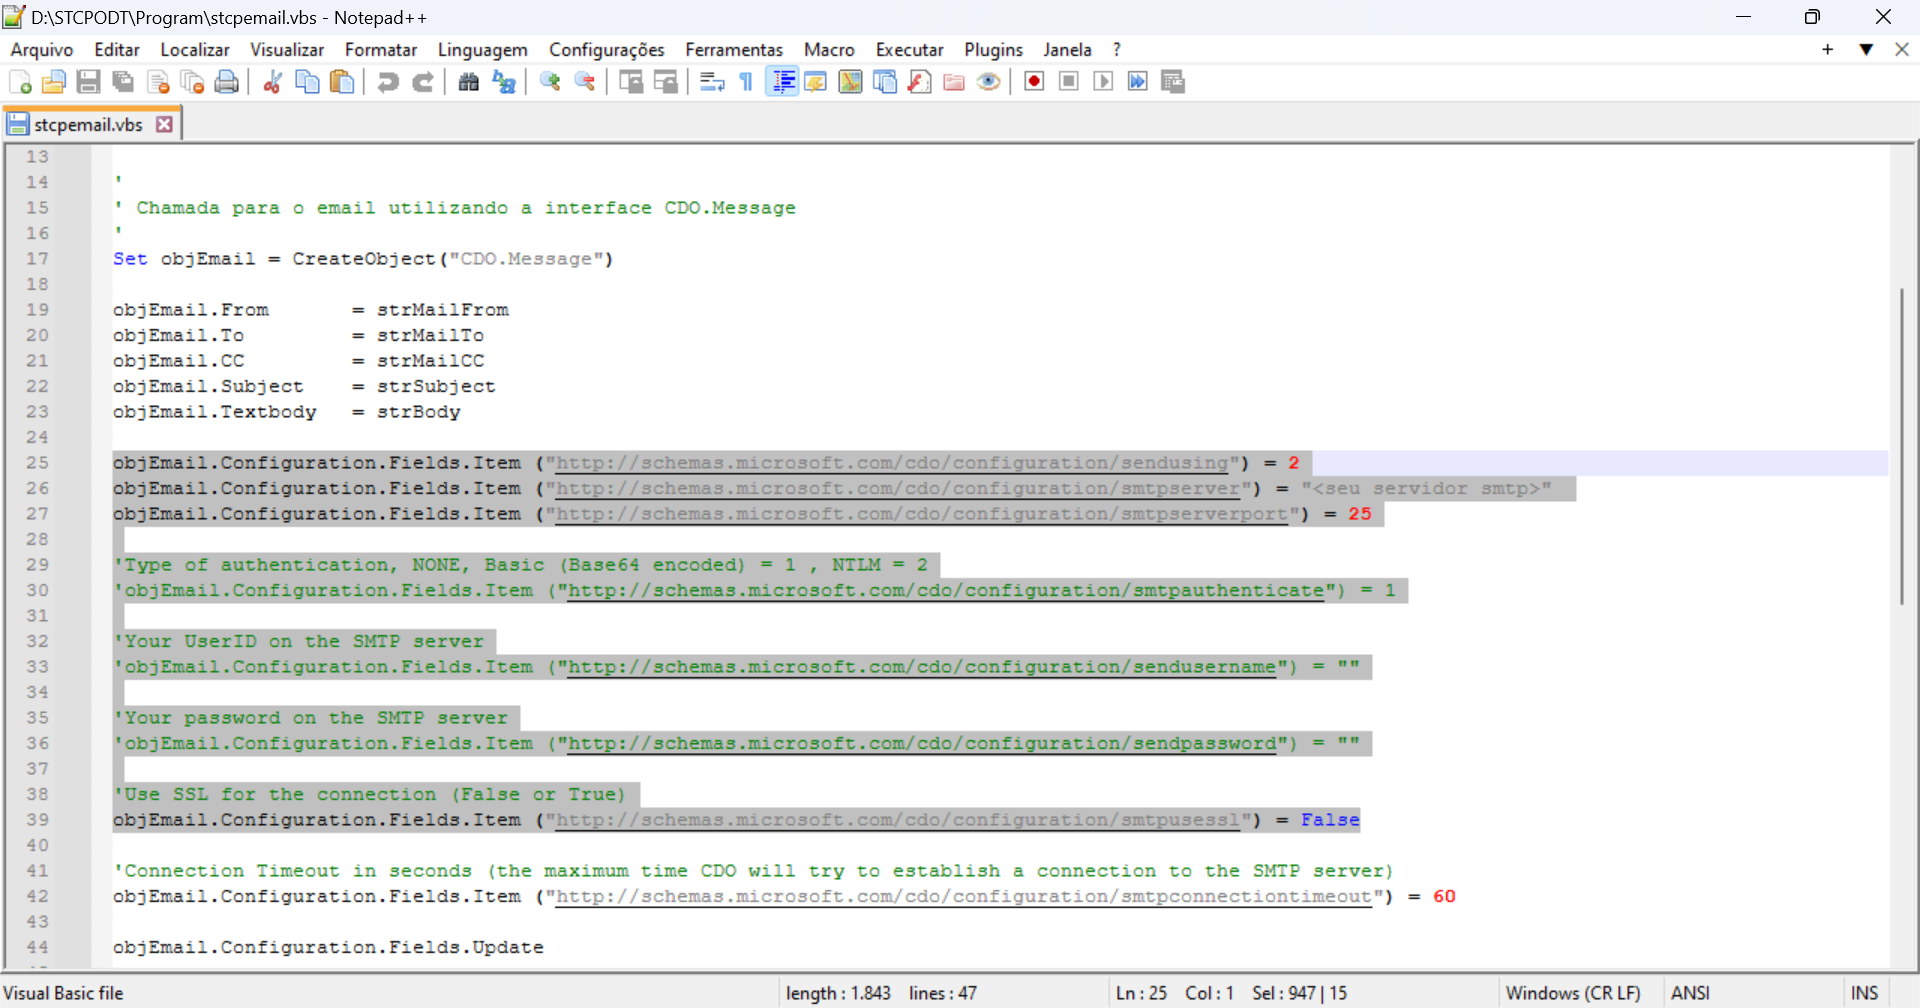 D:\STCPODT\Program\stcpemail.vbs - Notepad++
Arquivo Editar Localizar Visualizar Formatar Linguagem Configurações Ferramentas Macro Executar Plugins Janela ?
stcpemail.vbs
13
14 '
15 ' Chamada para o email utilizando a interface CDO.Message
16 '
17 Set objEmail = CreateObject("CDO.Message")
18
19 objEmail.From = strMailFrom
20 objEmail.To = strMailTo
21 objEmail.CC = strMailCC
22 objEmail.Subject = strSubject
23 objEmail.Textbody = strBody
24
25 objEmail.Configuration.Fields.Item ("http://schemas.microsoft.com/cdo/configuration/sendusing") = 2
26 objEmail.Configuration.Fields.Item ("http://schemas.microsoft.com/cdo/configuration/smtpserver") = "<seu servidor smtp>"
27 objEmail.Configuration.Fields.Item ("http://schemas.microsoft.com/cdo/configuration/smtpserverport") = 25
28
29 'Type of authentication, NONE, Basic (Base64 encoded) = 1 , NTLM = 2
30 'objEmail.Configuration.Fields.Item ("http://schemas.microsoft.com/cdo/configuration/smtpauthenticate") = 1
31
32 'Your UserID on the SMTP server
33 'objEmail.Configuration.Fields.Item ("http://schemas.microsoft.com/cdo/configuration/sendusername") = ""
34
35 'Your password on the SMTP server
36 'objEmail.Configuration.Fields.Item ("http://schemas.microsoft.com/cdo/configuration/sendpassword") = ""
37
38 'Use SSL for the connection (False or True)
39 objEmail.Configuration.Fields.Item ("http://schemas.microsoft.com/cdo/configuration/smtpusessl") = False
40
41 'Connection Timeout in seconds (the maximum time CDO will try to establish a connection to the SMTP server)
42 objEmail.Configuration.Fields.Item ("http://schemas.microsoft.com/cdo/configuration/smtpconnectiontimeout") = 60
43
44 objEmail.Configuration.Fields.Update
Visual Basic file length : 1.843 lines : 47 Ln : 25 Col : 1 Sel : 947 | 15 Windows (CR LF) ANSI INS